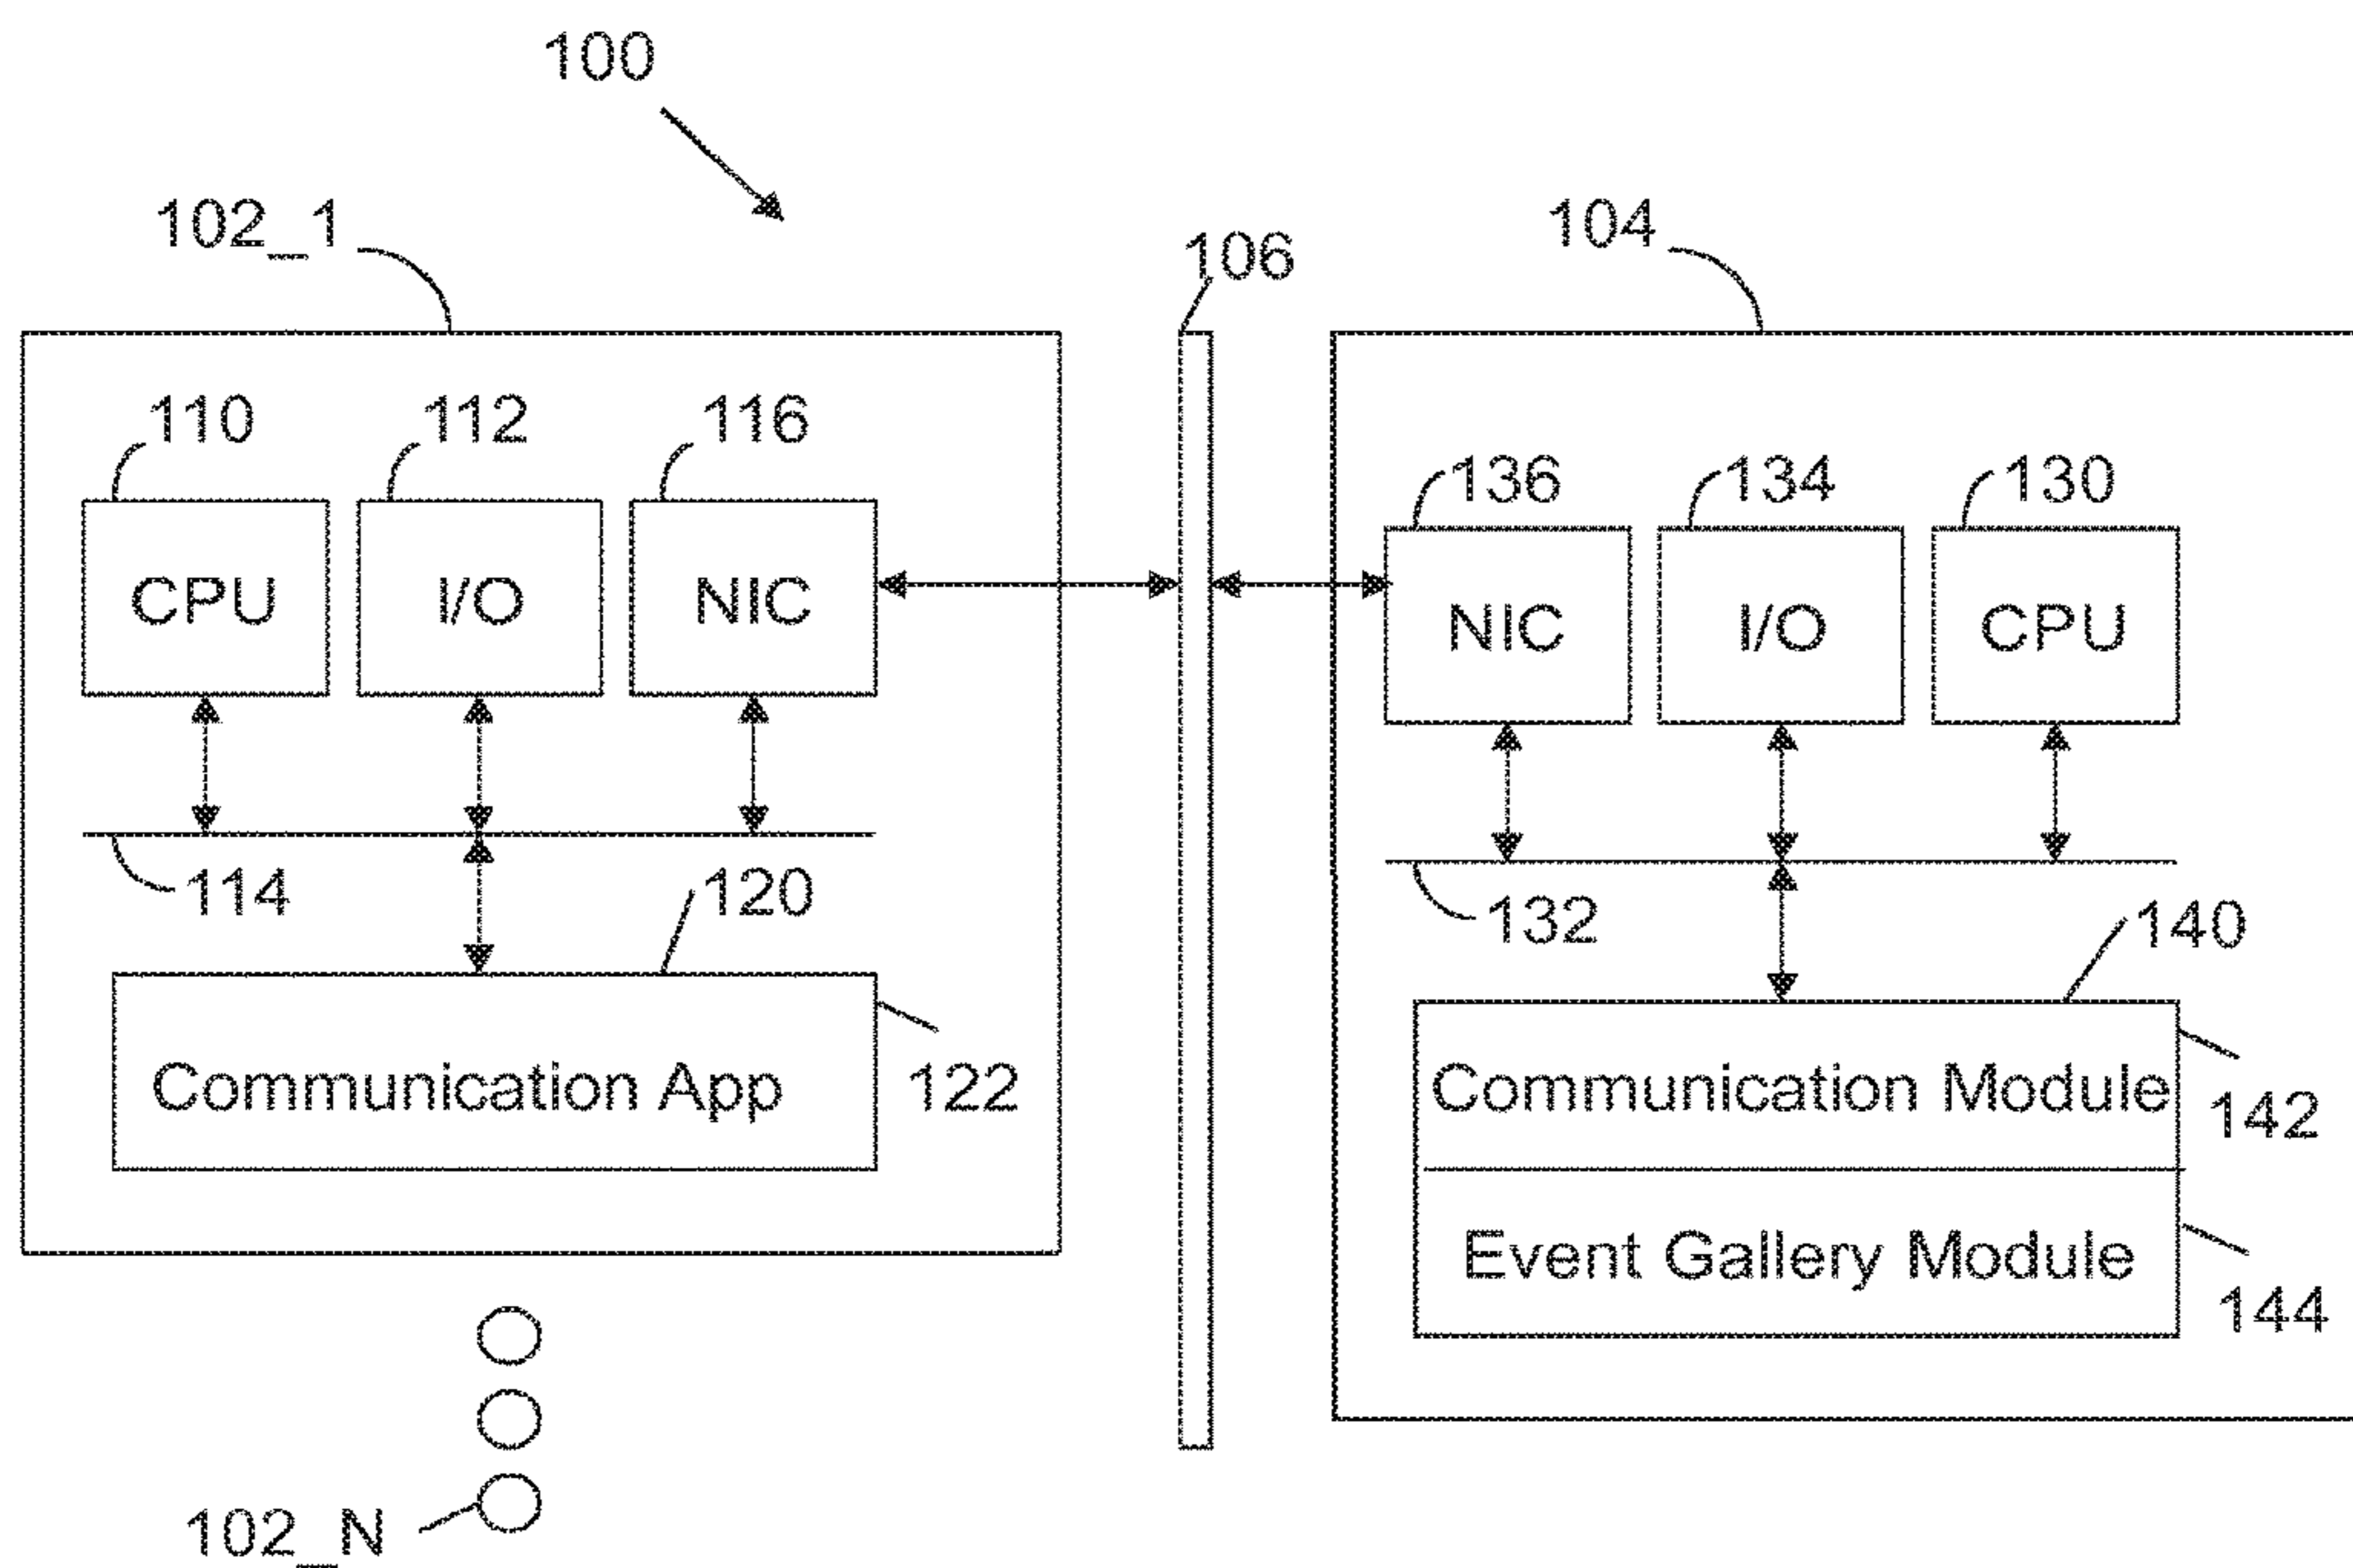 100
102_1
106
104
110
112
116
136
134
130
CPU
I/O
NIC
NIC
I/O
CPU
114
120
132
140
Communication App
122
Communication Module
142
Event Gallery Module
144
102_N